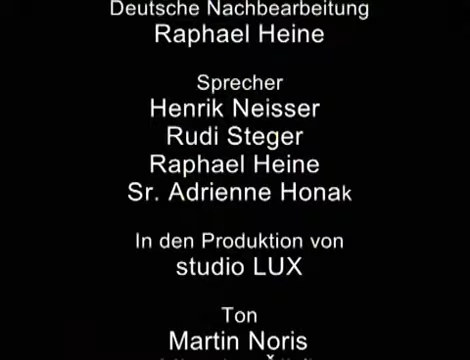 Deutsche Nachbearbeitung
Raphael Heine
Sprecher
Henrik Neisser
Rudi Steger
Raphael Heine
Sr. Adrienne Honak
In den Produktion von
studio LUX
Ton
Martin Noris